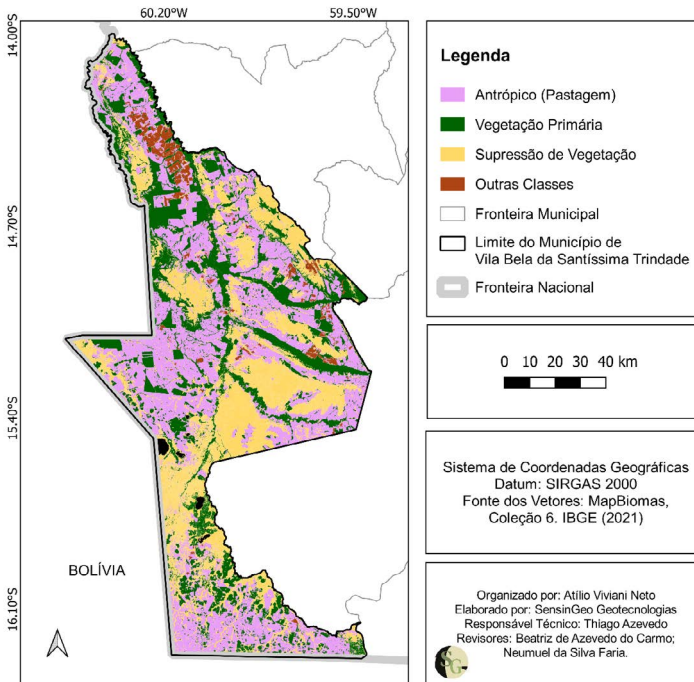 60.20°W
59.50°W
14.00°S
14.70°S
15.40°S
16.10°S
BOLÍVIA
Legenda
Antrópico (Pastagem)
Vegetação Primária
Supressão de Vegetação
Outras Classes
Fronteira Municipal
Limite do Município de
Vila Bela da Santíssima Trindade
Fronteira Nacional
0 10 20 30 40 km
Sistema de Coordenadas Geográficas
Datum: SIRGAS 2000
Fonte dos Vetores: MapBiomas,
Coleção 6. IBGE (2021)
Organizado por: Atílio Viviani Neto
Elaborado por: SensinGeo Geotecnologias
Responsável Técnico: Thiago Azevedo
Revisores: Beatriz de Azevedo do Carmo;
Neumuel da Silva Faria.
SG